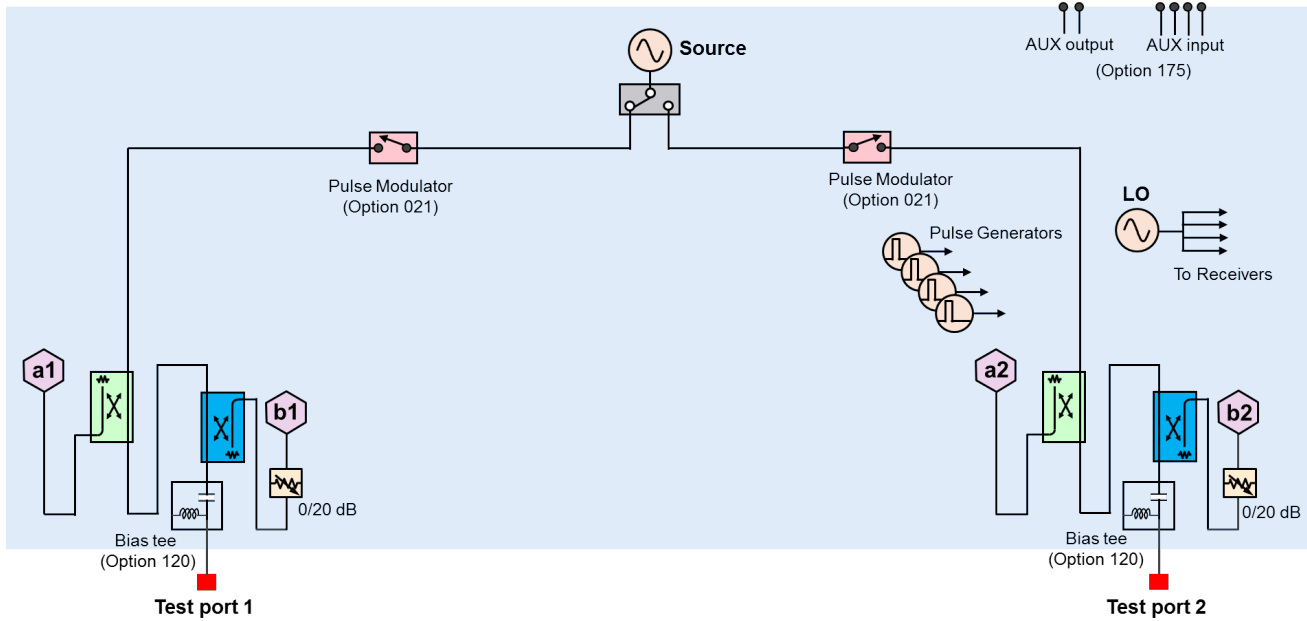 Source
AUX output
AUX input
(Option 175)
Pulse Modulator
(Option 021)
Pulse Modulator
(Option 021)
LO
Pulse Generators
To Receivers
a1
b1
a2
b2
0/20 dB
0/20 dB
Bias tee
(Option 120)
Bias tee
(Option 120)
Test port 1
Test port 2